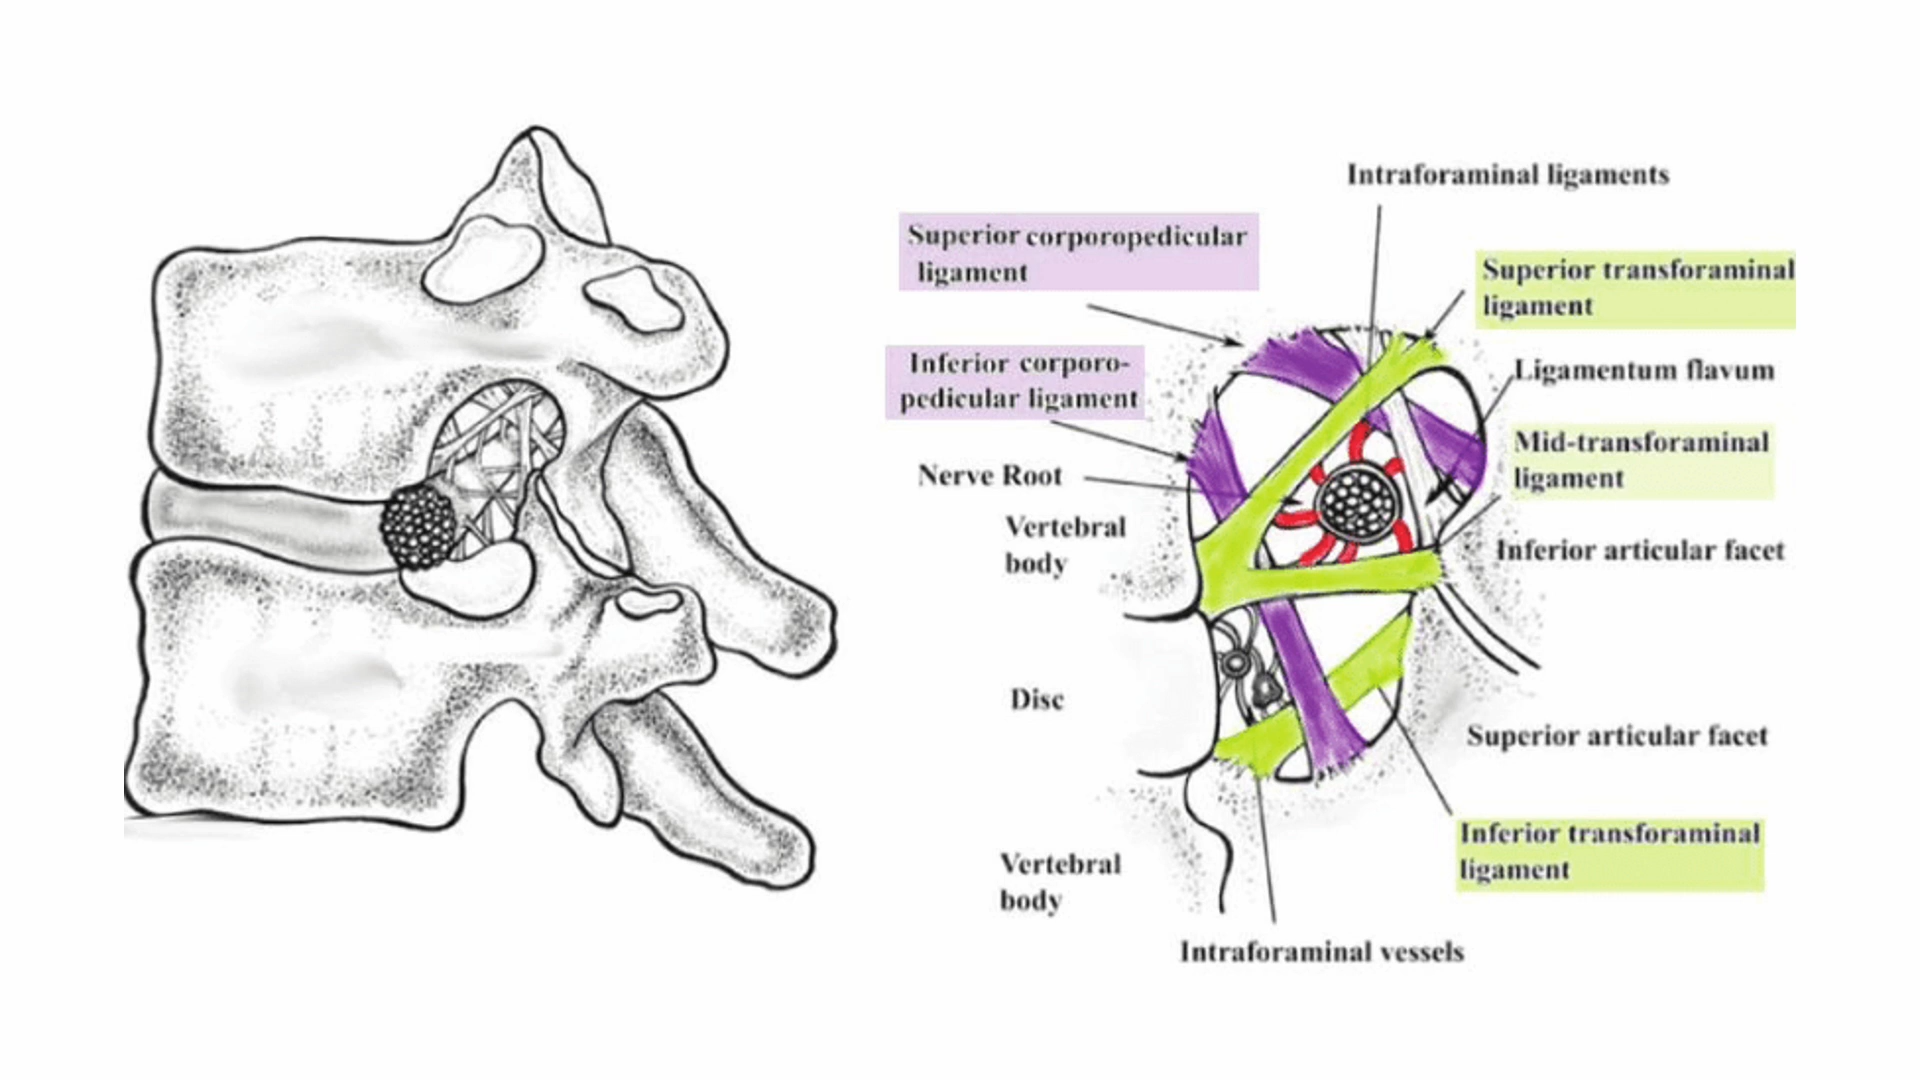 Intraforaminal ligaments
Superior corporopedicular
ligament
Superior transforaminal
ligament
Inferior corporo-
pedicular ligament
Ligamentum flavum
Mid-transforaminal
ligament
Nerve Root
Vertebral
body
Inferior articular facet
Disc
Superior articular facet
Inferior transforaminal
ligament
Vertebral
body
Intraforaminal vessels